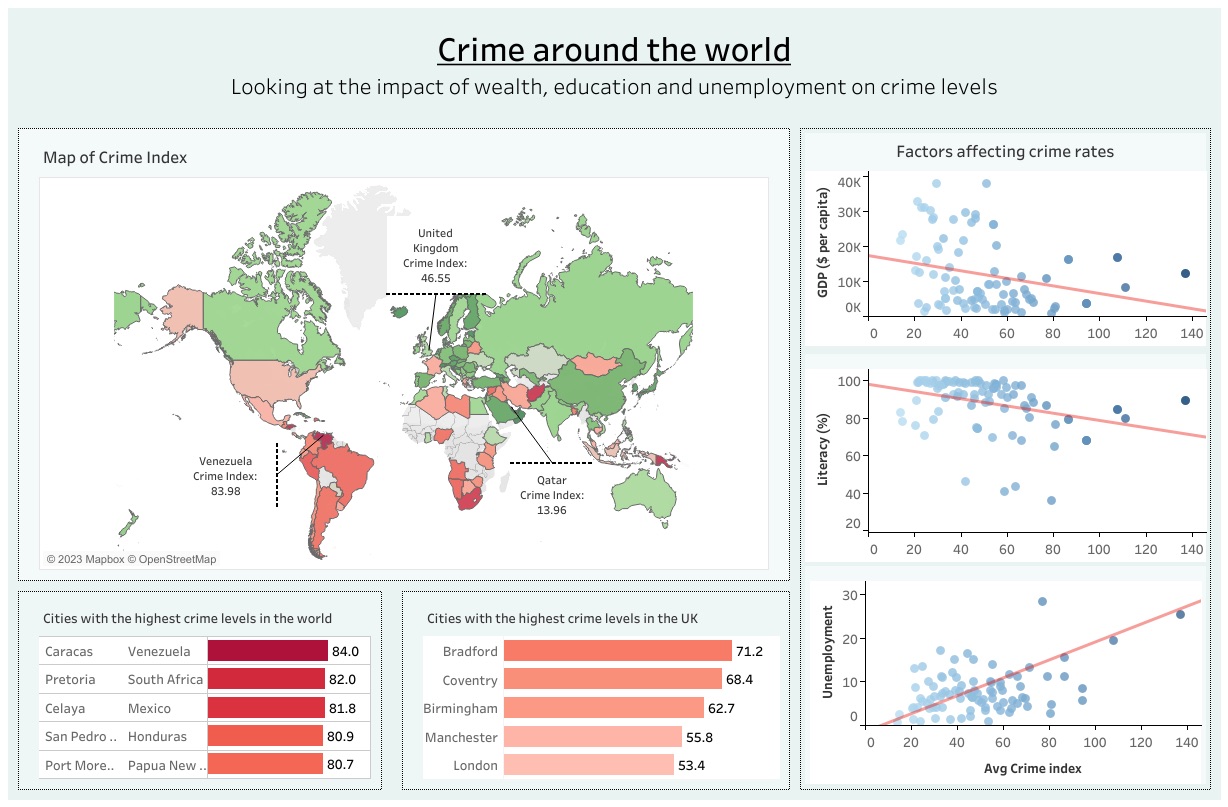 Crime around the world
Looking at the impact of wealth, education and unemployment on crime levels
Map of Crime Index
United
Kingdom
Crime Index:
46.55
Venezuela
Crime Index:
83.98
Qatar
Crime Index:
13.96
© 2023 Mapbox © OpenStreetMap
Cities with the highest crime levels in the world
Caracas Venezuela 84.0
Pretoria South Africa 82.0
Celaya Mexico 81.8
San Pedro .. Honduras 80.9
Port More.. Papua New .. 80.7
Cities with the highest crime levels in the UK
Bradford 71.2
Coventry 68.4
Birmingham 62.7
Manchester 55.8
London 53.4
Factors affecting crime rates
GDP ($ per capita)
40K
30K
20K
10K
0K
0 20 40 60 80 100 120 140
Literacy (%)
100
80
60
40
20
0 20 40 60 80 100 120 140
Unemployment
30
20
10
0
0 20 40 60 80 100 120 140
Avg Crime index